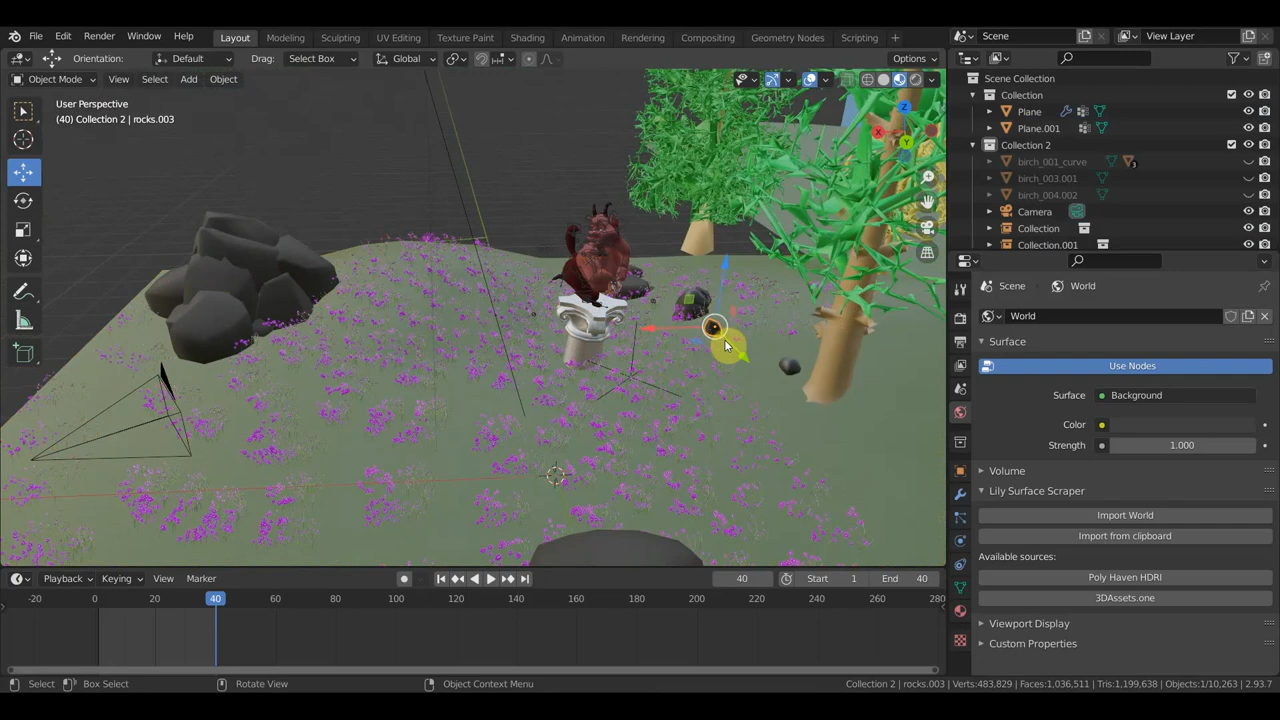 File Edit Render Window Help Layout Modeling Sculpting UV Editing Texture Paint Shading Animation Rendering Compositing Geometry Nodes Scripting + Scene View Layer
Orientation: Default Drag: Select Box Global Options
Object Mode View Select Add Object
User Perspective
(40) Collection 2 | rocks.003
Z
X
Y
Scene Collection
Collection
Plane
Plane.001
Collection 2
birch_001_curve 3
birch_003.001
birch_004.002
Camera
Collection
Collection.001
Scene World
World
Surface
Use Nodes
Surface Background
Color
Strength 1.000
Volume
Lily Surface Scraper
Import World
Import from clipboard
Available sources:
Poly Haven HDRI
3DAssets.one
Viewport Display
Custom Properties
Playback Keying View Marker 40 Start 1 End 40
-20 0 20 40 60 80 100 120 140 160 180 200 220 240 260 280
Select Box Select Rotate View Object Context Menu Collection 2 | rocks.003 | Verts:483,829 | Faces:1,036,511 | Tris:1,199,638 | Objects:1/10,263 | 2.93.7